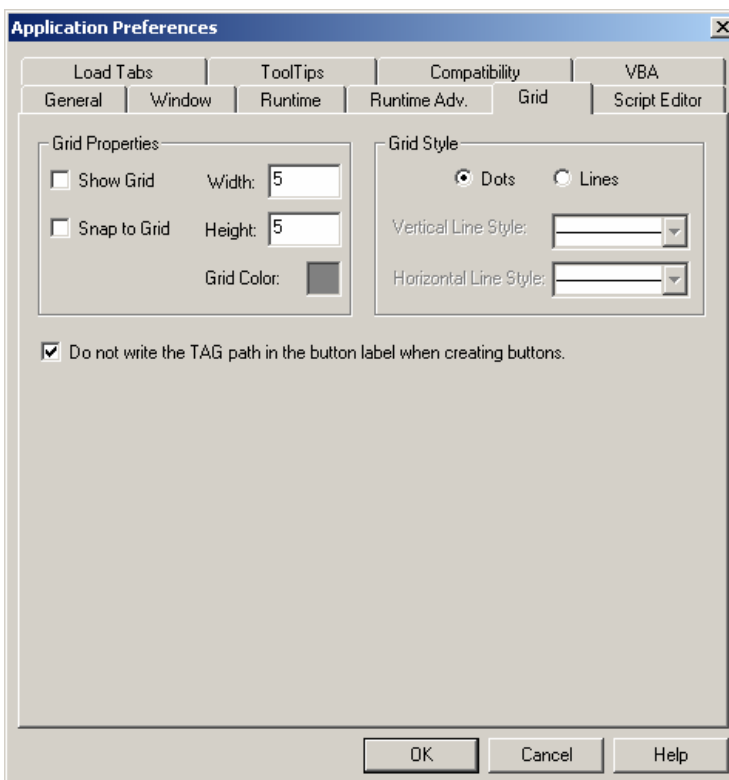 Application Preferences
Load Tabs ToolTips Compatibility VBA
General Window Runtime Runtime Adv. Grid Script Editor
Grid Properties Grid Style
Show Grid Width: 5 Dots Lines
Snap to Grid Height: 5 Vertical Line Style:
Grid Color: Horizontal Line Style:
Do not write the TAG path in the button label when creating buttons.
OK Cancel Help